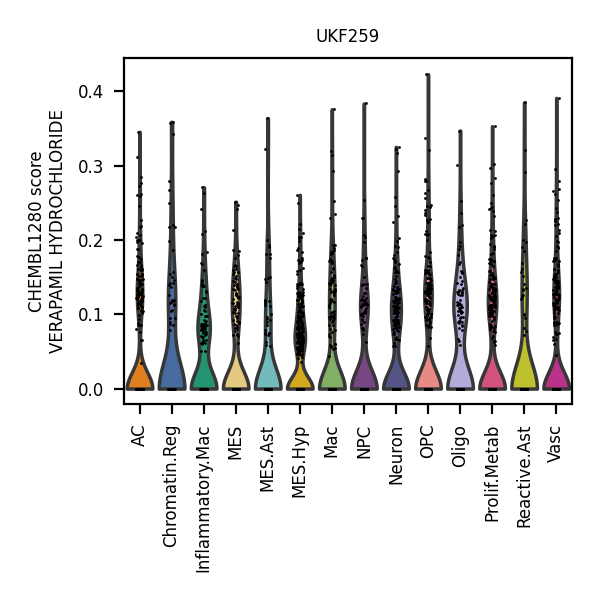 UKF259
CHEMBL1280 score
VERAPAMIL HYDROCHLORIDE
0.4
0.3
0.2
0.1
0.0
AC
Chromatin.Reg
Inflammatory.Mac
MES
MES.Ast
MES.Hyp
Mac
NPC
Neuron
OPC
Oligo
Prolif.Metab
Reactive.Ast
Vasc